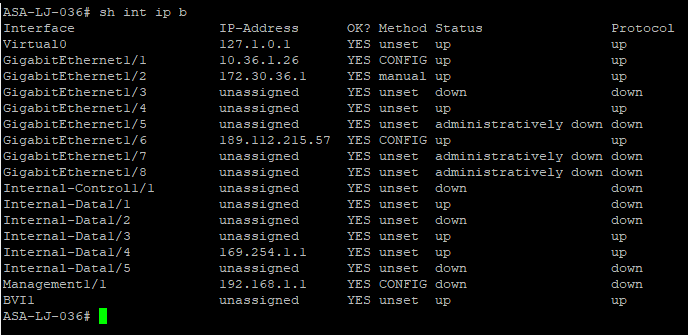 ASA-LJ-036# sh int ip b
Interface                  IP-Address      OK? Method Status                Protocol
Virtual0                   127.1.0.1       YES unset  up                    up
GigabitEthernet1/1         10.36.1.26      YES CONFIG up                    up
GigabitEthernet1/2         172.30.36.1     YES manual up                    up
GigabitEthernet1/3         unassigned      YES unset  down                  down
GigabitEthernet1/4         unassigned      YES unset  up                    up
GigabitEthernet1/5         unassigned      YES unset  administratively down down
GigabitEthernet1/6         189.112.215.57  YES CONFIG up                    up
GigabitEthernet1/7         unassigned      YES unset  administratively down down
GigabitEthernet1/8         unassigned      YES unset  administratively down down
Internal-Control1/1        unassigned      YES unset  down                  down
Internal-Data1/1           unassigned      YES unset  up                    up
Internal-Data1/2           unassigned      YES unset  down                  down
Internal-Data1/3           unassigned      YES unset  up                    up
Internal-Data1/4           169.254.1.1     YES unset  up                    up
Internal-Data1/5           unassigned      YES unset  down                  down
Management1/1              192.168.1.1     YES CONFIG down                  down
BVI1                       unassigned      YES unset  up                    up
ASA-LJ-036#